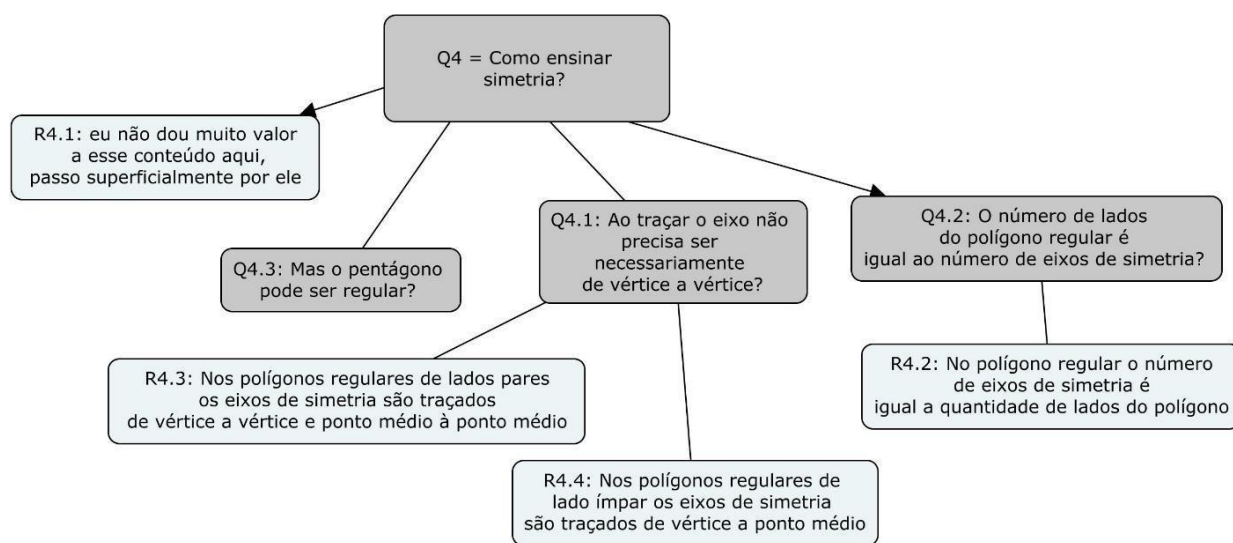 Q4 = Como ensinar
simetria?
R4.1: eu não dou muito valor
a esse conteúdo aqui,
passo superficialmente por ele
Q4.3: Mas o pentágono
pode ser regular?
Q4.1: Ao traçar o eixo não
precisa ser
necessariamente
de vértice a vértice?
Q4.2: O número de lados
do polígono regular é
igual ao número de eixos de simetria?
R4.3: Nos polígonos regulares de lados pares
os eixos de simetria são traçados
de vértice a vértice e ponto médio à ponto médio
R4.4: Nos polígonos regulares de
lado ímpar os eixos de simetria
são traçados de vértice a ponto médio
R4.2: No polígono regular o número
de eixos de simetria é
igual a quantidade de lados do polígono